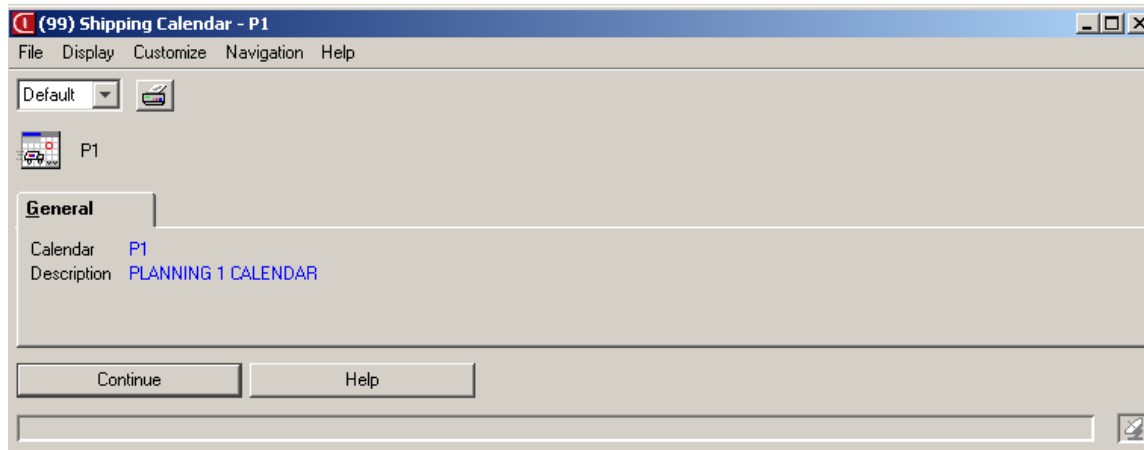 (99) Shipping Calendar - P1
File Display Customize Navigation Help
Default
P1
General
Calendar P1
Description PLANNING 1 CALENDAR
Continue Help